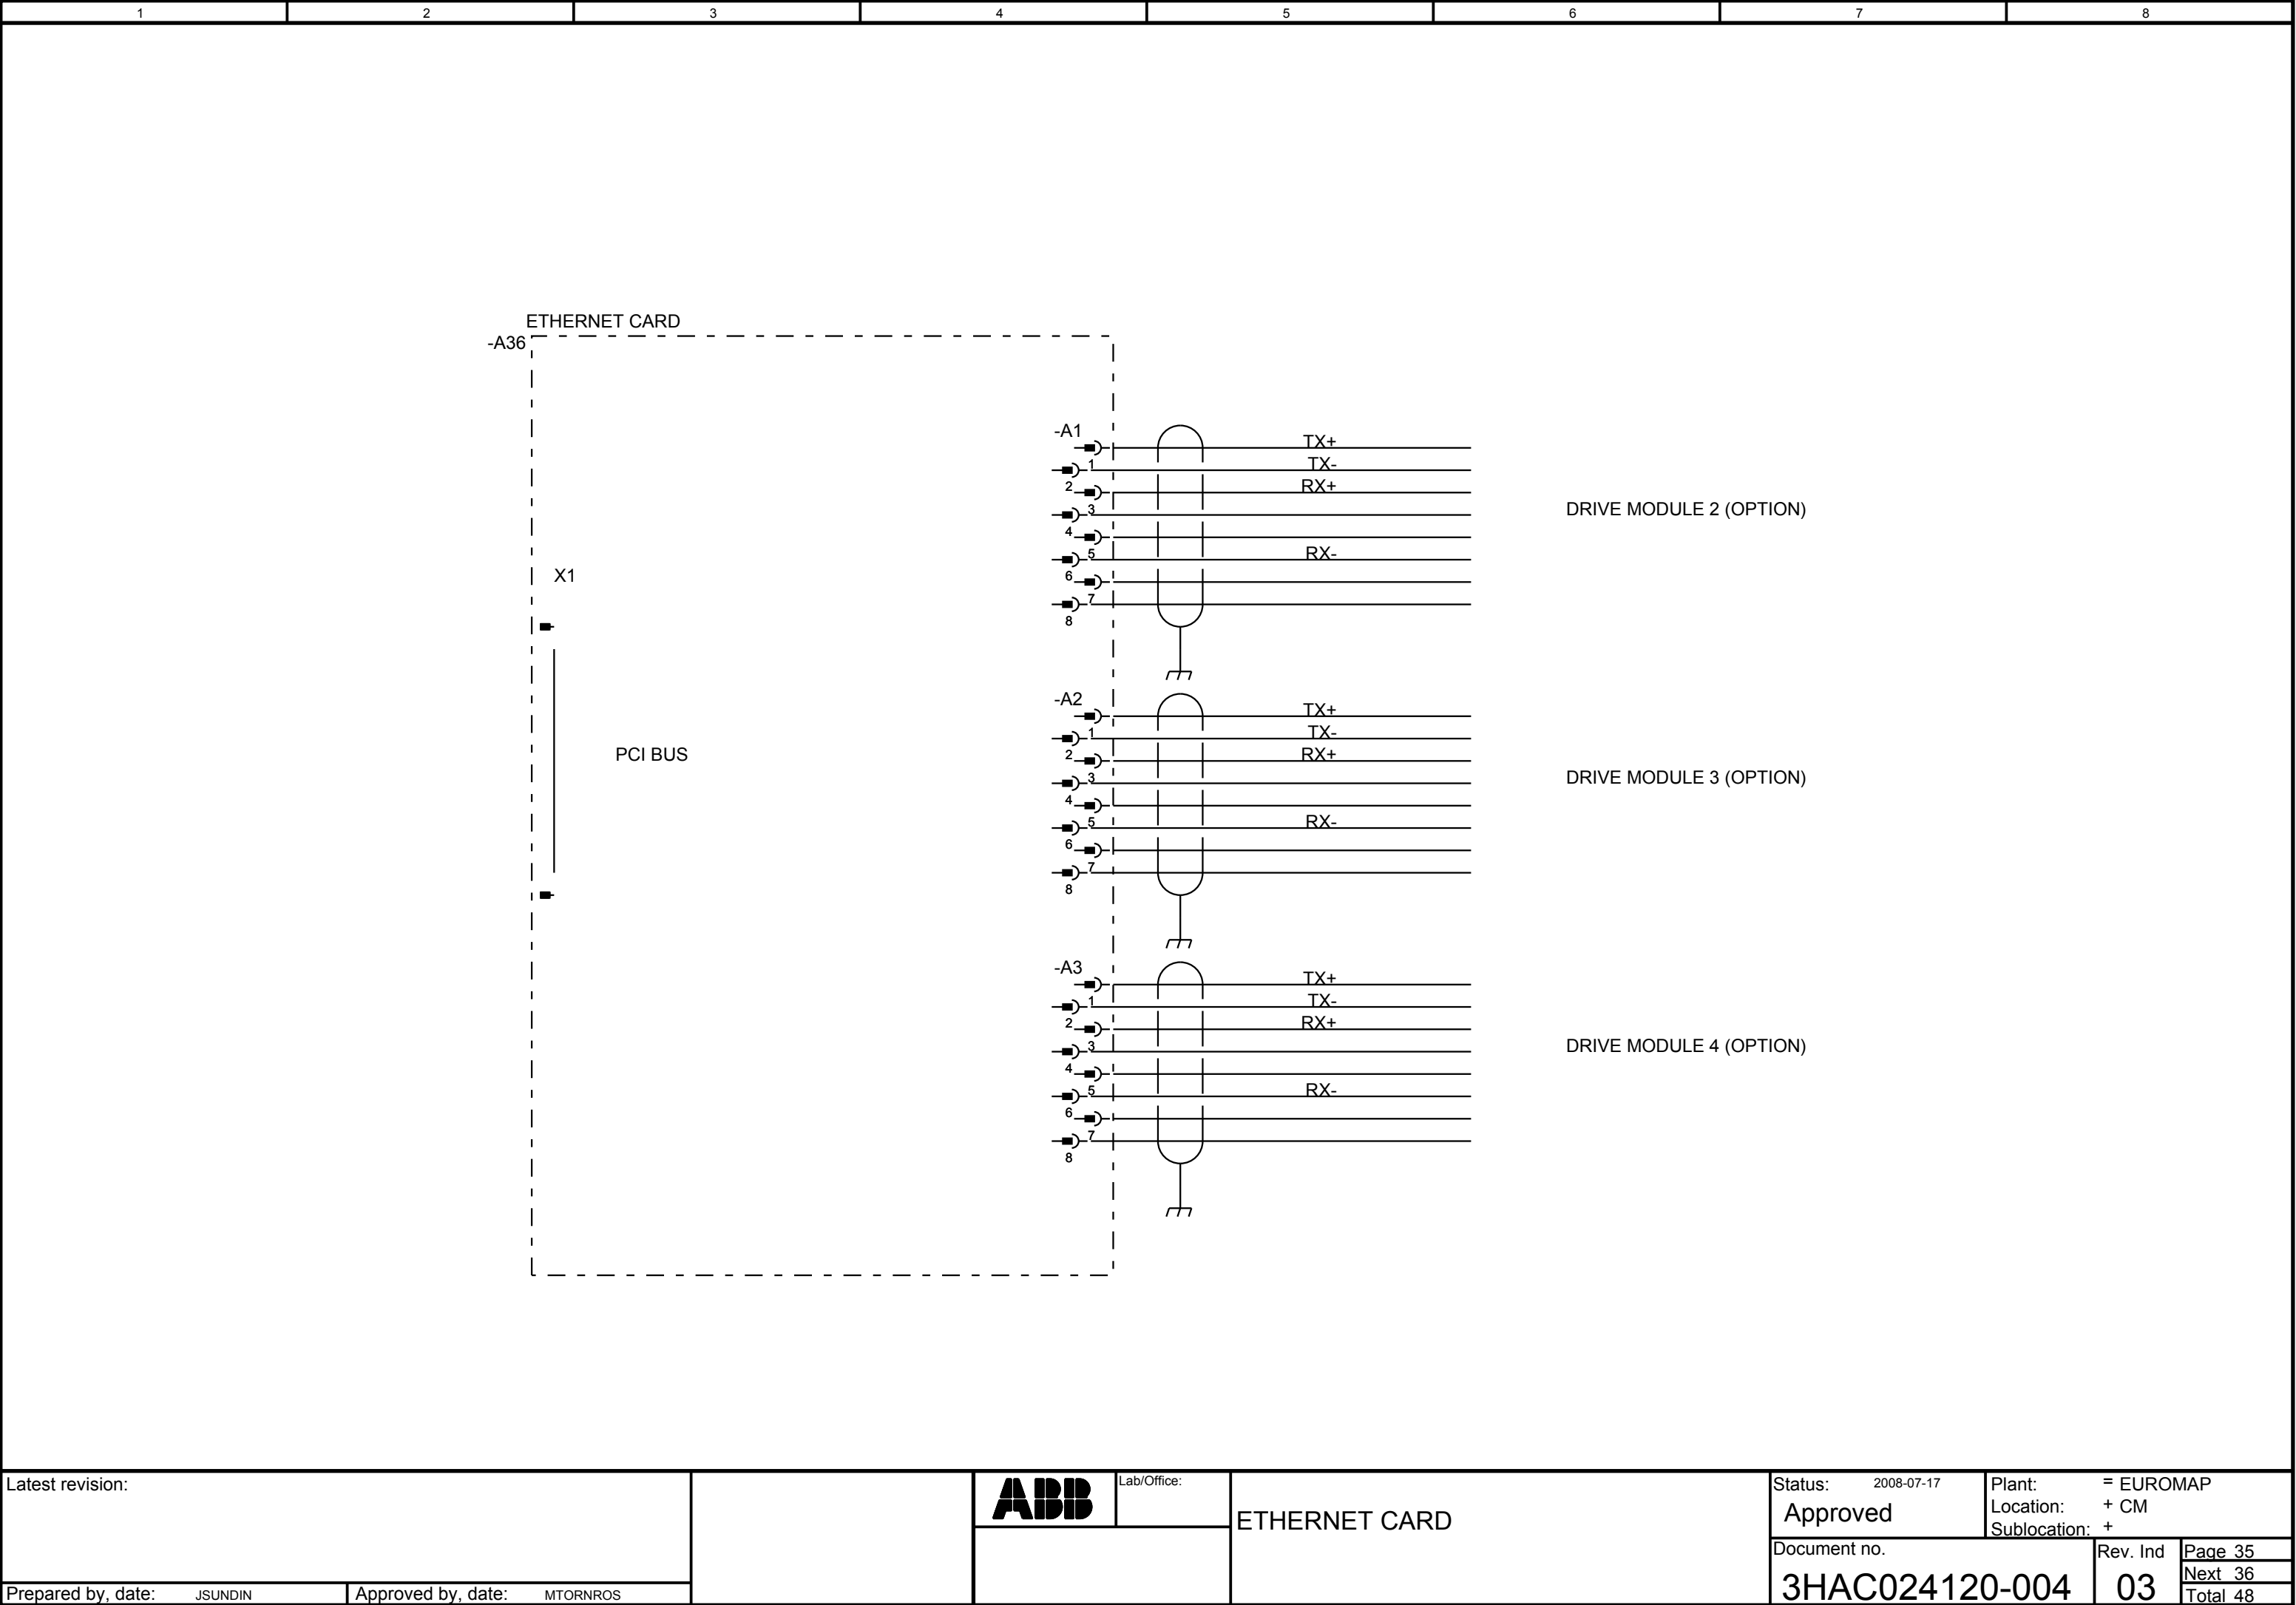 1 2 3 4 5 6 7 8
ETHERNET CARD
-A36
X1
PCI BUS
-A1
TX+
1 TX-
2 RX+
3
4
5 RX-
6
7
8
DRIVE MODULE 2 (OPTION)
-A2
TX+
1 TX-
2 RX+
3
4
5 RX-
6
7
8
DRIVE MODULE 3 (OPTION)
-A3
TX+
1 TX-
2 RX+
3
4
5 RX-
6
7
8
DRIVE MODULE 4 (OPTION)
Latest revision:
Prepared by, date: JSUNDIN
Approved by, date: MTORNROS
ABB
Lab/Office:
ETHERNET CARD
Status: 2008-07-17
Approved
Plant: = EUROMAP
Location: + CM
Sublocation: +
Document no.
3HAC024120-004
Rev. Ind
03
Page 35
Next 36
Total 48